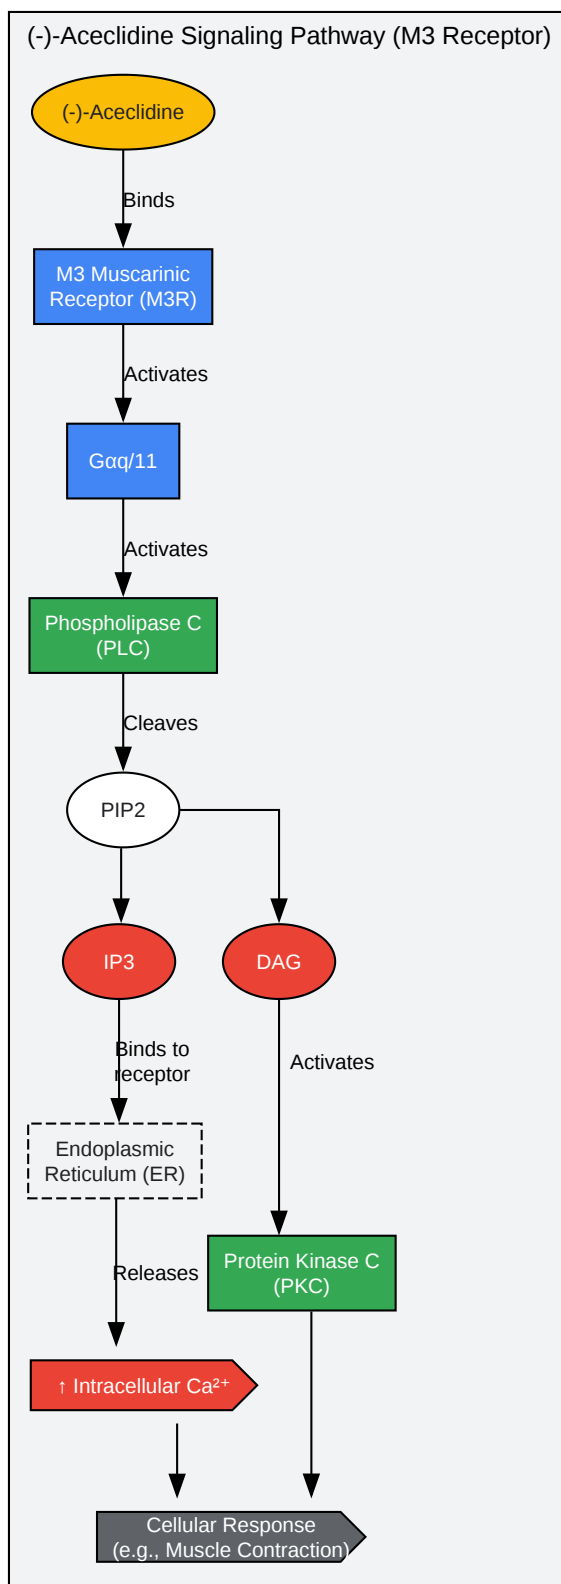 (-)-Aceclidine Signaling Pathway (M3 Receptor)
(-)-Aceclidine
Binds
M3 Muscarinic
Receptor (M3R)
Activates
Gαq/11
Activates
Phospholipase C
(PLC)
Cleaves
PIP2
IP3
DAG
Binds to
receptor
Activates
Endoplasmic
Reticulum (ER)
Releases
Protein Kinase C
(PKC)
↑ Intracellular Ca²⁺
Cellular Response
(e.g., Muscle Contraction)